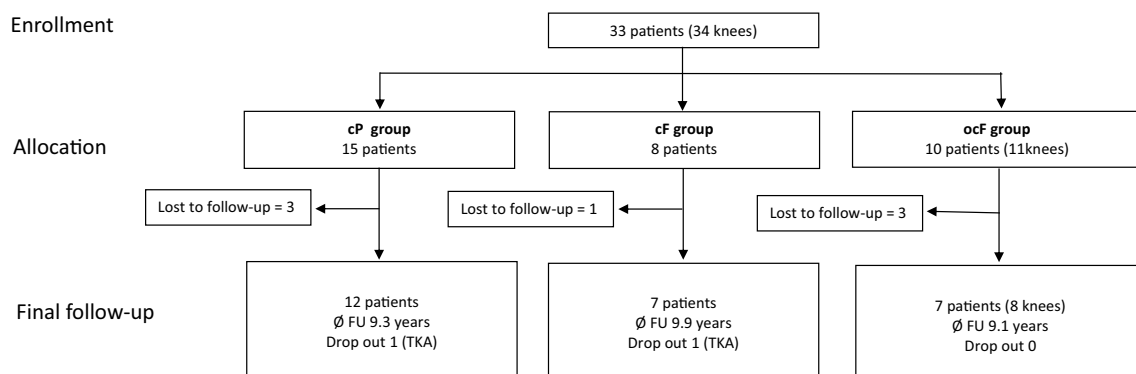 Enrollment
33 patients (34 knees)
Allocation
cP group
15 patients
cF group
8 patients
ocF group
10 patients (11knees)
Lost to follow-up = 3
Lost to follow-up = 1
Lost to follow-up = 3
Final follow-up
12 patients
Ø FU 9.3 years
Drop out 1 (TKA)
7 patients
Ø FU 9.9 years
Drop out 1 (TKA)
7 patients (8 knees)
Ø FU 9.1 years
Drop out 0